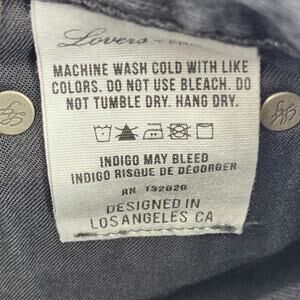 Lovers +
MACHINE WASH COLD WITH LIKE
COLORS. DO NOT USE BLEACH. DO
NOT TUMBLE DRY. HANG DRY.
INDIGO MAY BLEED
INDIGO RISQUE DE DÉGORGER
RN 132820
DESIGNED IN
LOS ANGELES CA